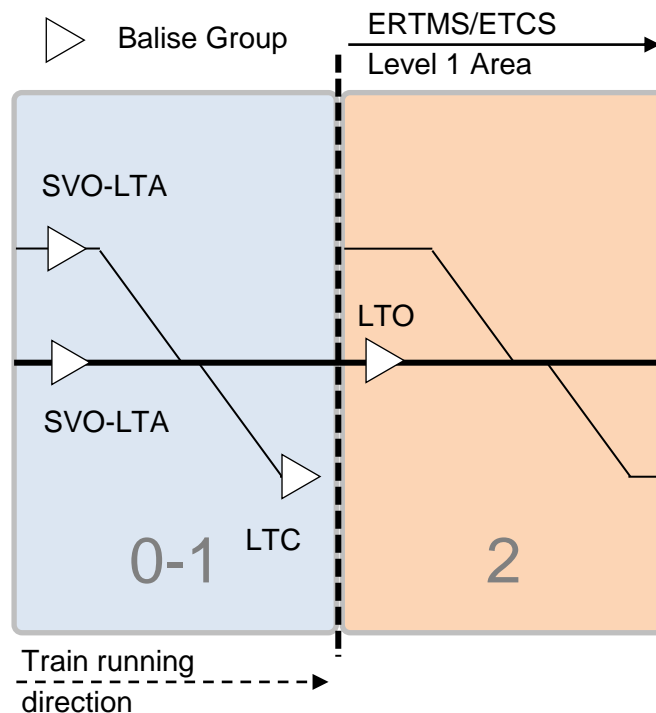 Balise Group
ERTMS/ETCS
Level 1 Area
SVO-LTA
LTO
SVO-LTA
LTC
0-1
2
Train running
direction